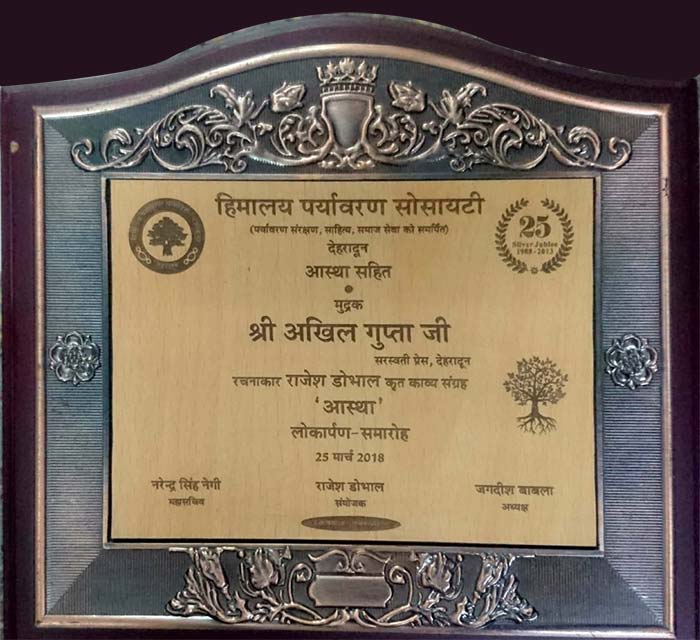 हिमालय पर्यावरण सोसायटी
(पर्यावरण संरक्षण, साहित्य, समाज सेवा को समर्पित)
देहरादून
25
Silver Jubilee
1988-2013
आस्था सहित
मुद्रक
श्री अखिल गुप्ता जी
सरस्वती प्रेस, देहरादून
रचनाकार राजेश डोभाल कृत काव्य संग्रह
‘आस्था’
लोकार्पण-समारोह
25 मार्च 2018
नरेन्द्र सिंह नेगी
महासचिव
राजेश डोभाल
संयोजक
जगदीश बाबला
अध्यक्ष